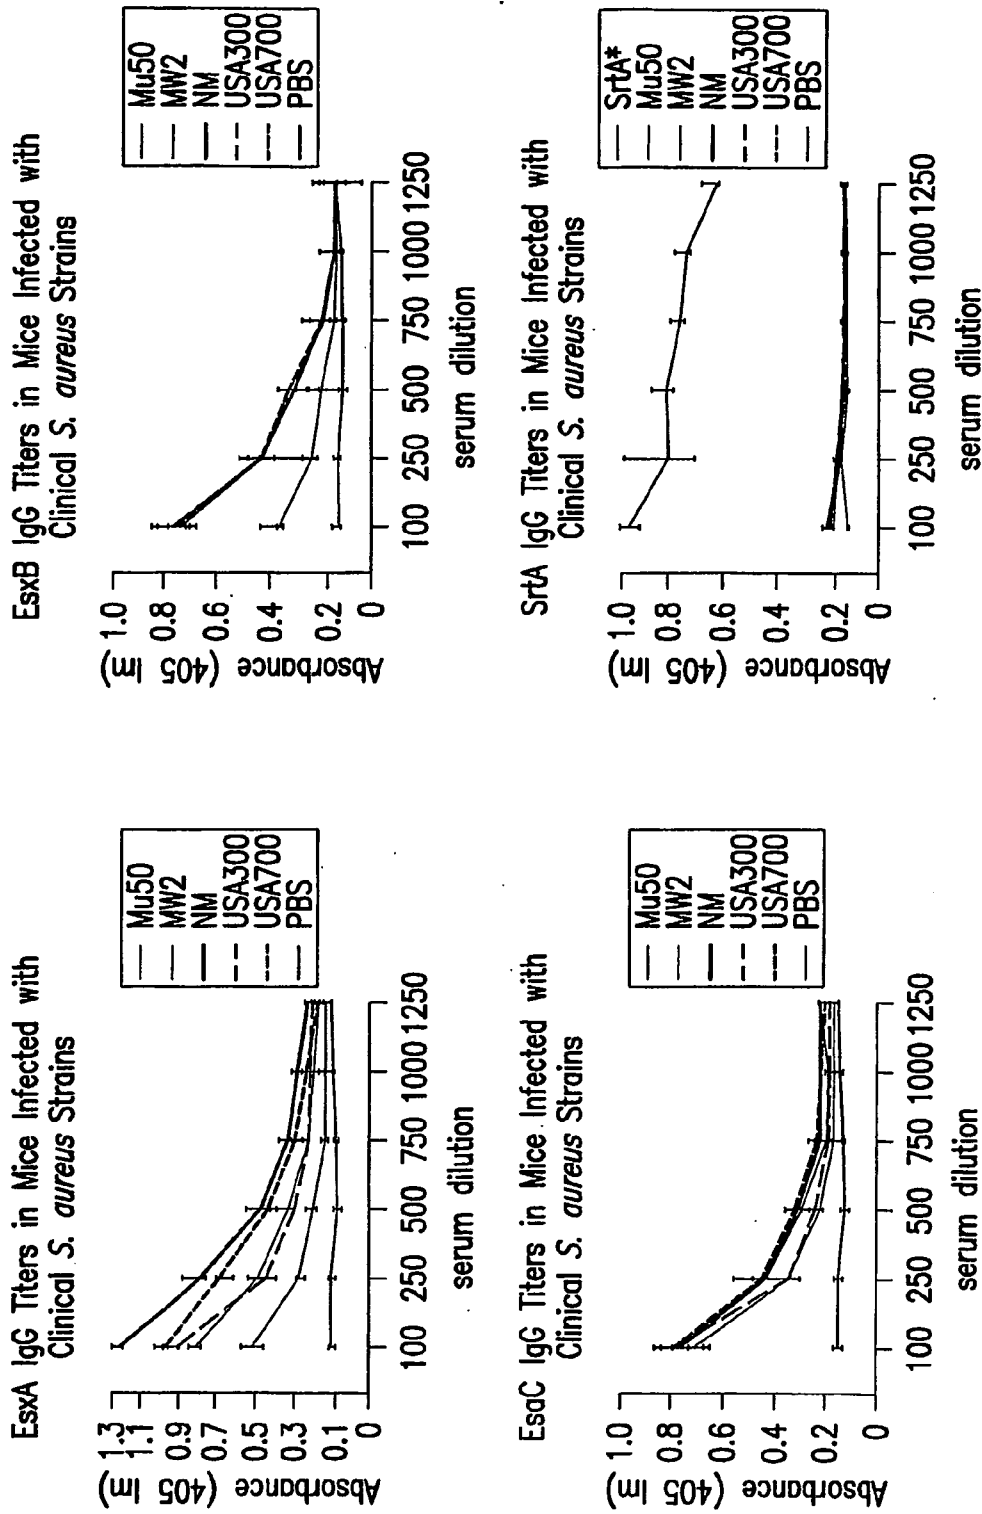 EsxA IgG Titers in Mice Infected with
Clinical S. aureus Strains
Absorbance (405 lm)
1.3
1.1
0.9
0.7
0.5
0.3
0.1
0
100 250 500 750 1000 1250
serum dilution
Mu50
MW2
NM
USA300
USA700
PBS
EsxB IgG Titers in Mice Infected with
Clinical S. aureus Strains
Absorbance (405 lm)
1.0
0.8
0.6
0.4
0.2
0
100 250 500 750 1000 1250
serum dilution
Mu50
MW2
NM
USA300
USA700
PBS
EsaC IgG Titers in Mice Infected with
Clinical S. aureus Strains
Absorbance (405 lm)
1.0
0.8
0.6
0.4
0.2
0
100 250 500 750 1000 1250
serum dilution
Mu50
MW2
NM
USA300
USA700
PBS
SrtA IgG Titers in Mice Infected with
Clinical S. aureus Strains
Absorbance (405 lm)
1.0
0.8
0.6
0.4
0.2
0
100 250 500 750 1000 1250
serum dilution
SrtA*
Mu50
MW2
NM
USA300
USA700
PBS